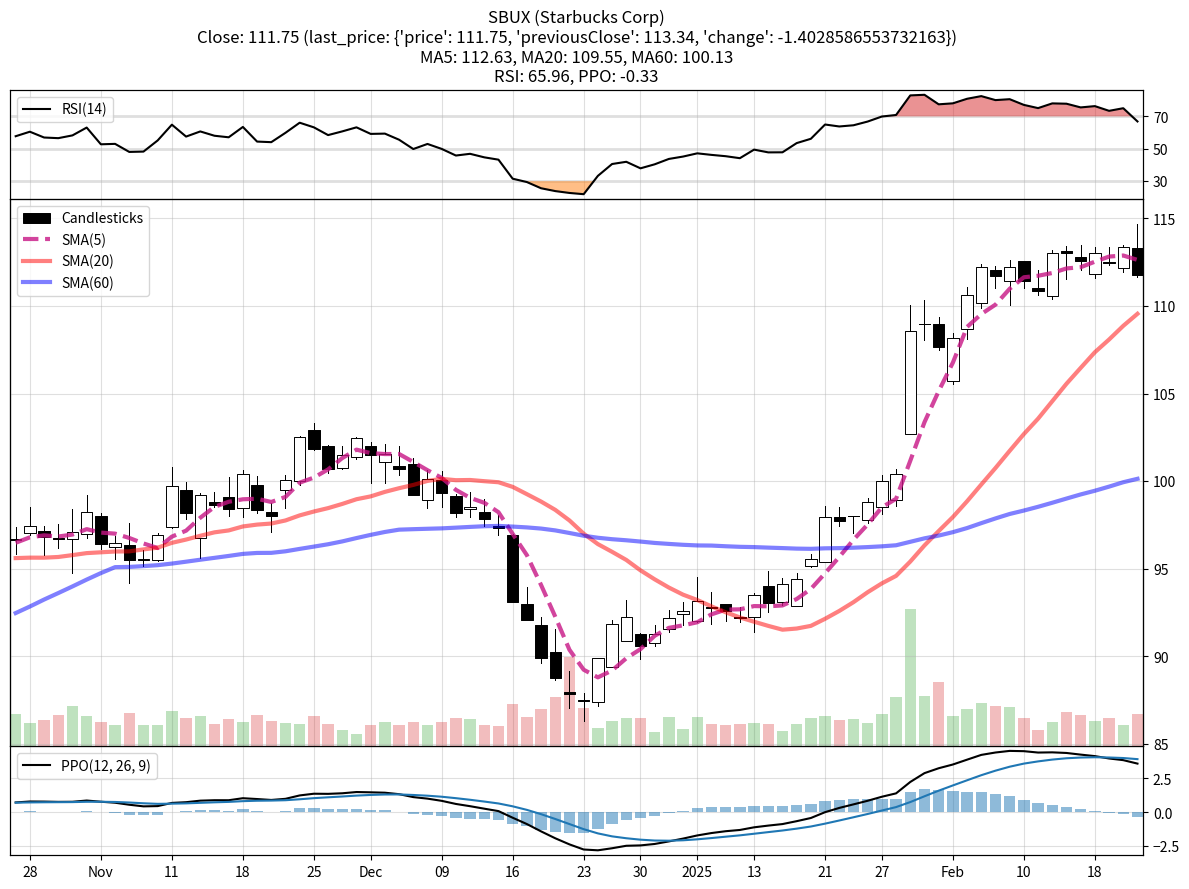 SBUX (Starbucks Corp)
Close: 111.75 (last_price: {'price': 111.75, 'previousClose': 113.34, 'change': -1.4028586553732163})
MA5: 112.63, MA20: 109.55, MA60: 100.13
RSI: 65.96, PPO: -0.33
RSI(14)
70
50
30
Candlesticks
SMA(5)
SMA(20)
SMA(60)
115
110
105
100
95
90
85
PPO(12, 26, 9)
2.5
0.0
−2.5
28 Nov 11 18 25 Dec 09 16 23 30 2025 13 21 27 Feb 10 18